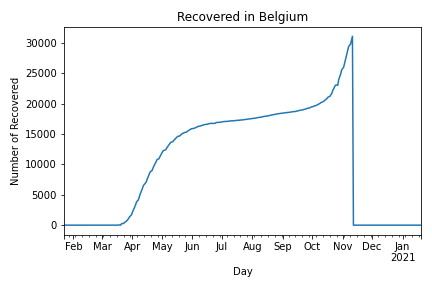 Recovered in Belgium
Number of Recovered
30000
25000
20000
15000
10000
5000
0
Feb Mar Apr May Jun Jul Aug Sep Oct Nov Dec Jan
2021
Day